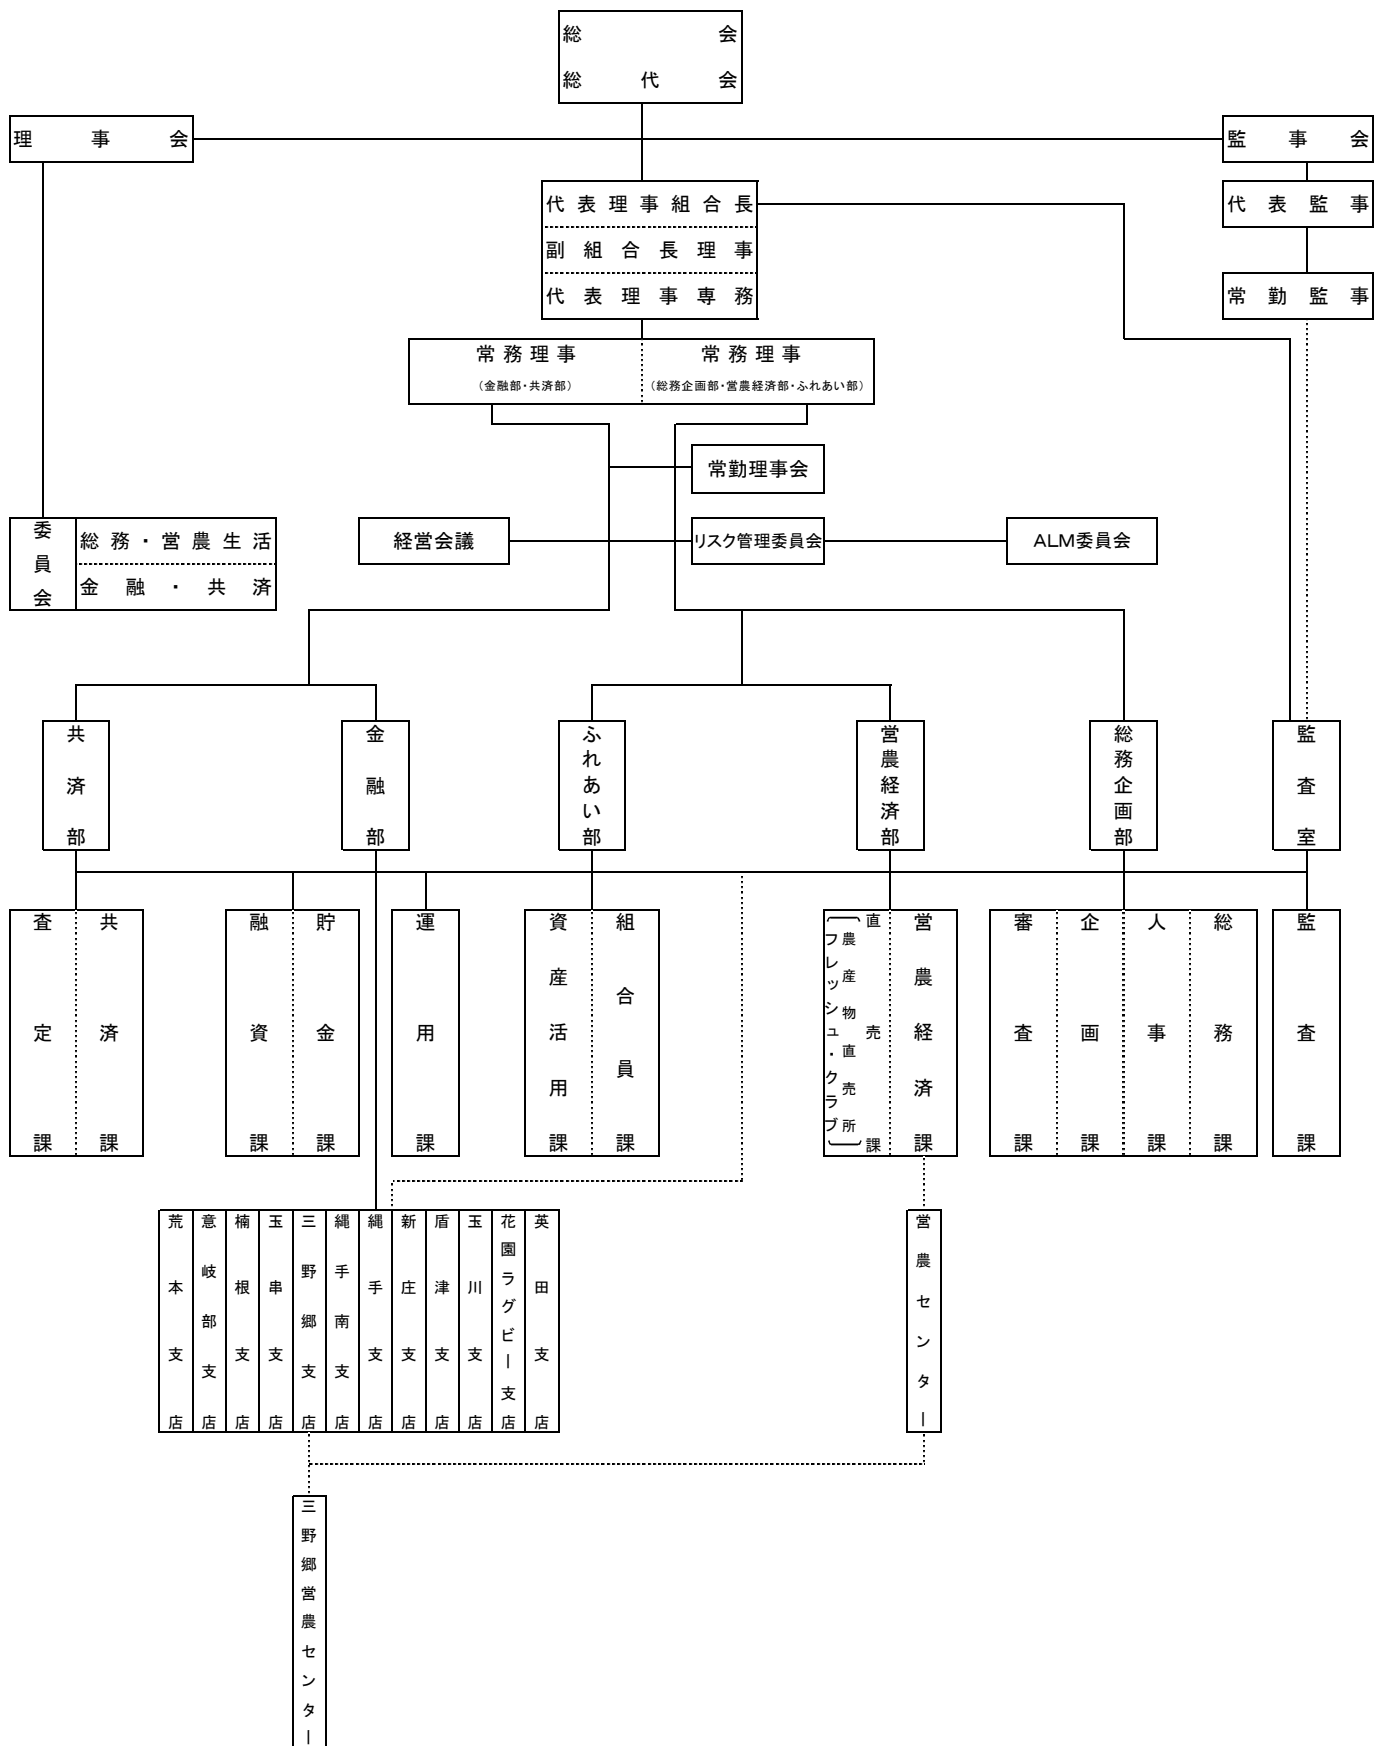 総会
総代会
理事会
監事会
代表理事組合長
副組合長理事
代表理事専務
代表監事
常勤監事
常務理事
(金融部・共済部)
常務理事
(総務企画部・営農経済部・ふれあい部)
常勤理事会
経営会議
リスク管理委員会
ALM委員会
委員会
総務・営農生活
金融・共済
共済部
金融部
ふれあい部
営農経済部
総務企画部
監査室
査定課
共済課
融資課
貯金課
運用課
資産活用課
組合員課
直売課
(農産物直売所
フレッシュ・クラブ)
営農経済課
審査課
企画課
人事課
総務課
監査課
荒本支店
意岐部支店
楠根支店
玉串支店
三野郷支店
縄手南支店
縄手支店
新庄支店
盾津支店
玉川支店
花園ラグビー支店
英田支店
営農センター
三野郷営農センター